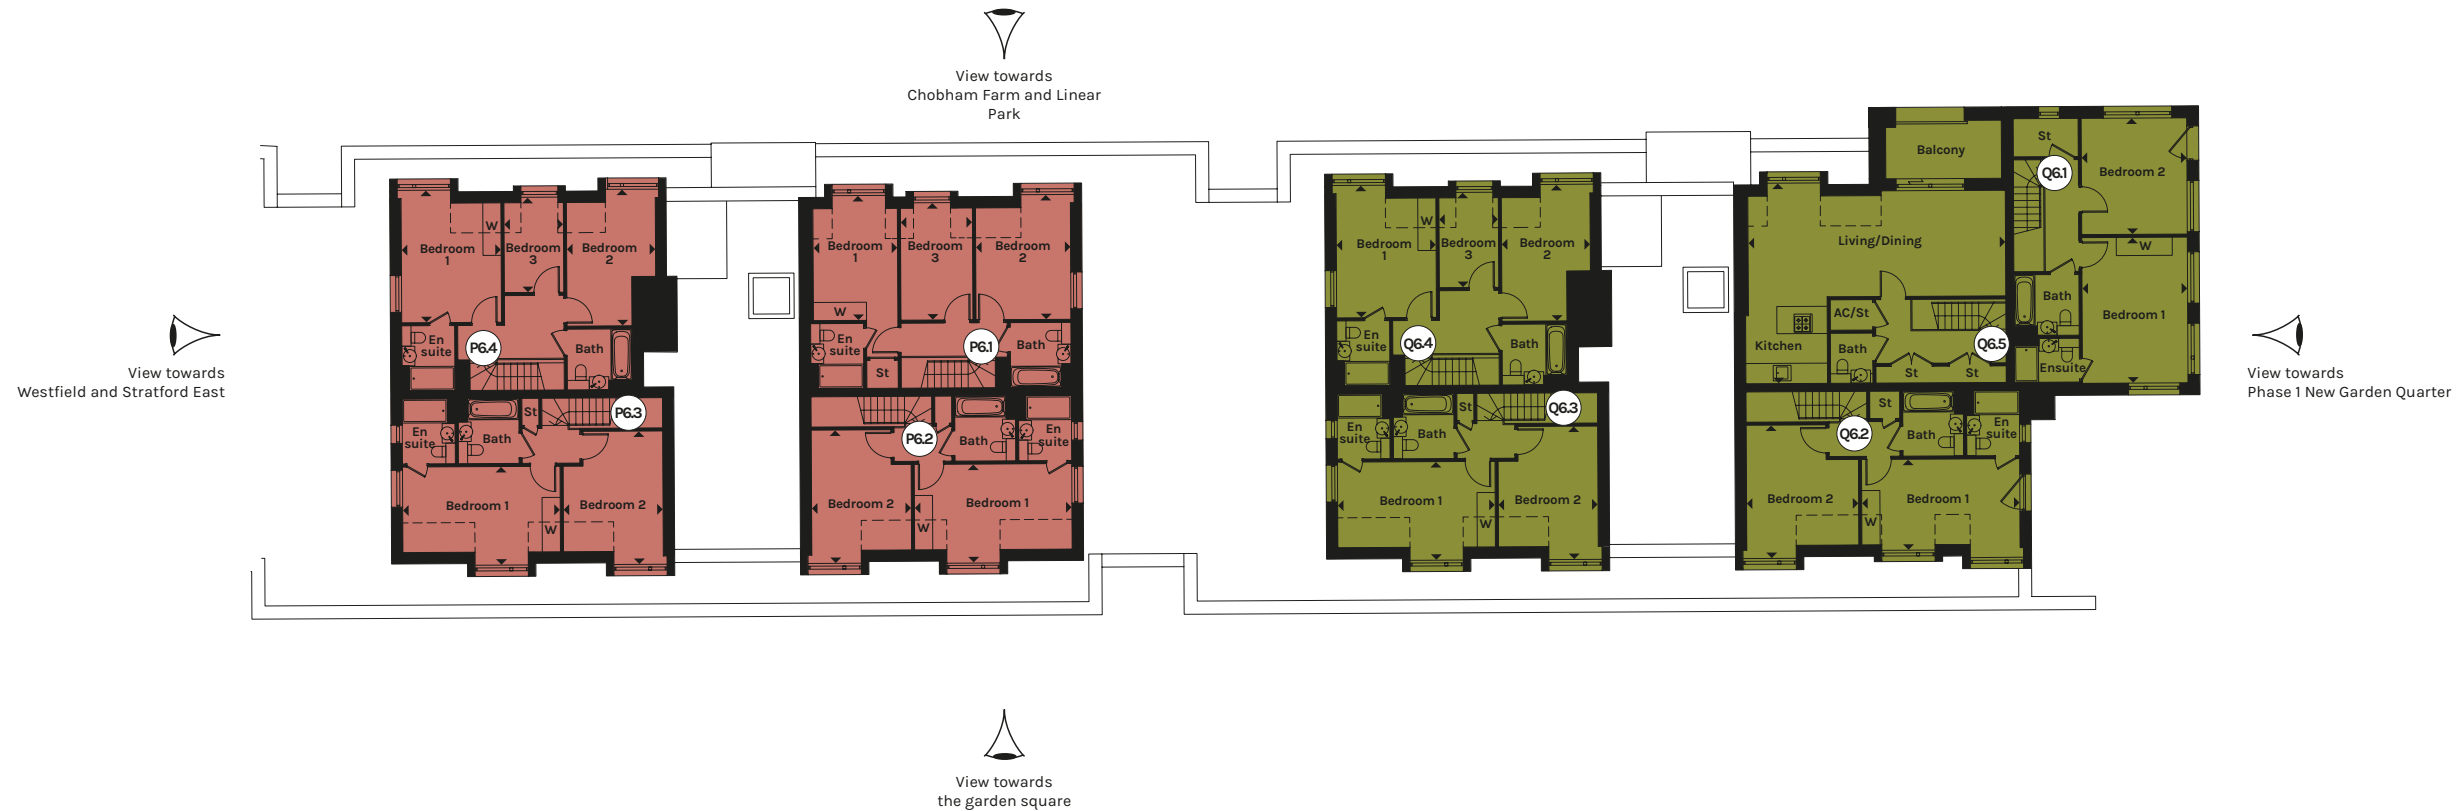 View towards
Chobham Farm and Linear
Park
View towards
Westfield and Stratford East
View towards
Phase 1 New Garden Quarter
View towards
the garden square
Bedroom
1
W
Bedroom
3
Bedroom
2
En
suite
P6.4
Bath
En
suite
Bath
St
P6.3
Bedroom 1
W
Bedroom 2
Bedroom
1
W
Bedroom
3
Bedroom
2
En
suite
St
P6.1
Bath
P6.2
Bath
En
suite
Bedroom 2
W
Bedroom 1
Bedroom
1
W
Bedroom
3
Bedroom
2
En
suite
Q6.4
Bath
En
suite
Bath
St
Q6.3
Bedroom 1
W
Bedroom 2
Balcony
Living/Dining
AC/St
Kitchen
Bath
St
St
Q6.5
St
Q6.1
Bedroom 2
W
Bath
Bedroom 1
Ensuite
Q6.2
St
Bath
En
suite
Bedroom 2
W
Bedroom 1